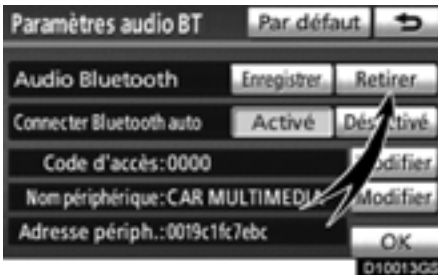 Paramètres audio BT Par défaut
Audio Bluetooth Enregistrer Retirer
Connecter Bluetooth auto Activé Désactivé
Code d'accès:0000 Modifier
Nom périphérique:CAR MULTIMEDIA Modifier
Adresse périph.:0019c1fc7ebc
OK
D10013GS